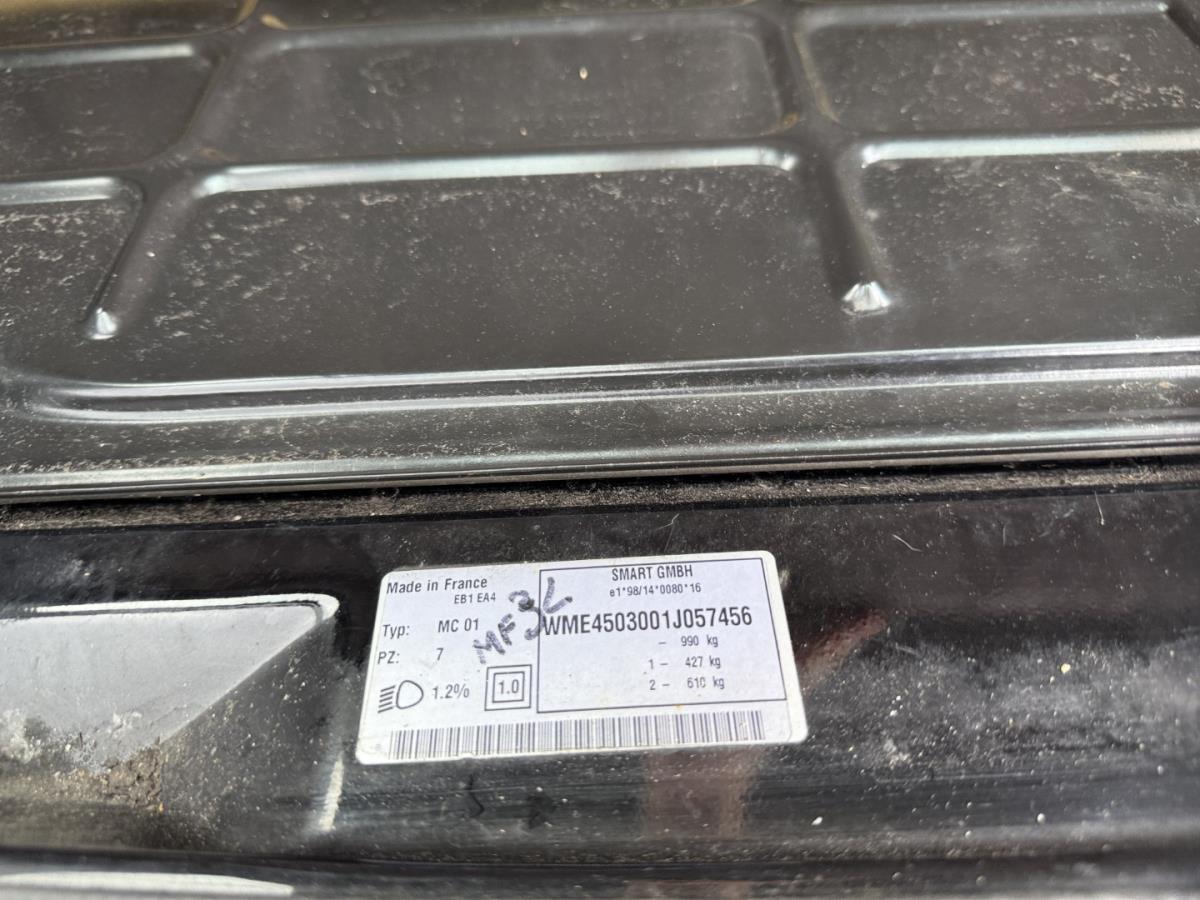 Made in France
EB1 EA4
Typ: MC 01
PZ: 7
1.2%
1.0
SMART GMBH
e1*98/14*0080*16
WME4503001J057456
– 990 kg
1 – 427 kg
2 – 610 kg